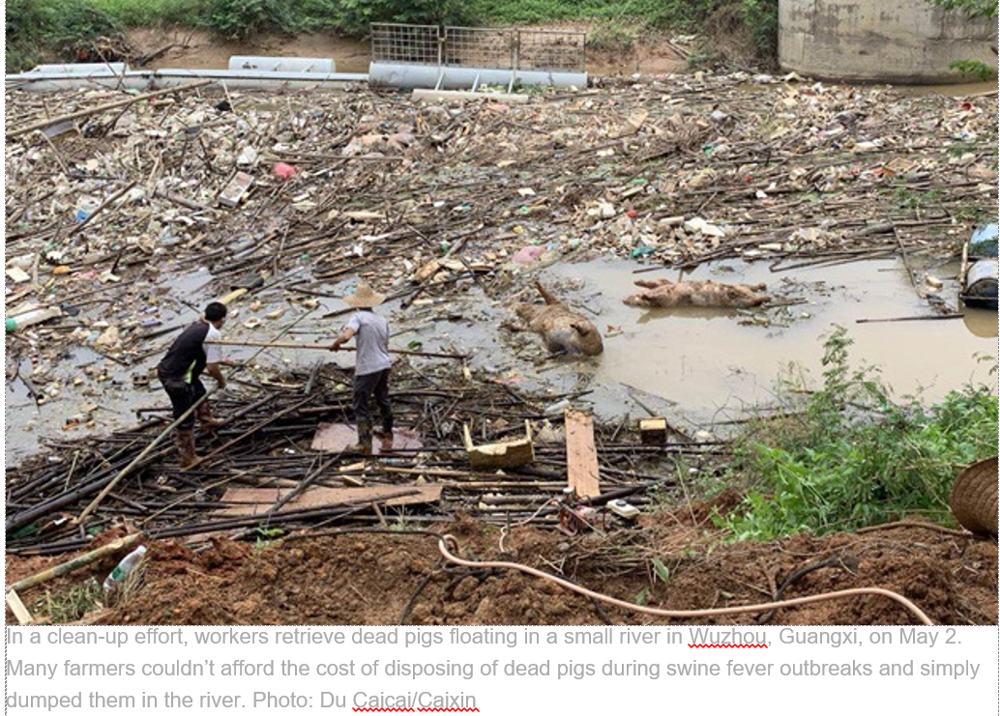 In a clean-up effort, workers retrieve dead pigs floating in a small river in Wuzhou, Guangxi, on May 2.
Many farmers couldn’t afford the cost of disposing of dead pigs during swine fever outbreaks and simply
dumped them in the river. Photo: Du Caicai/Caixin